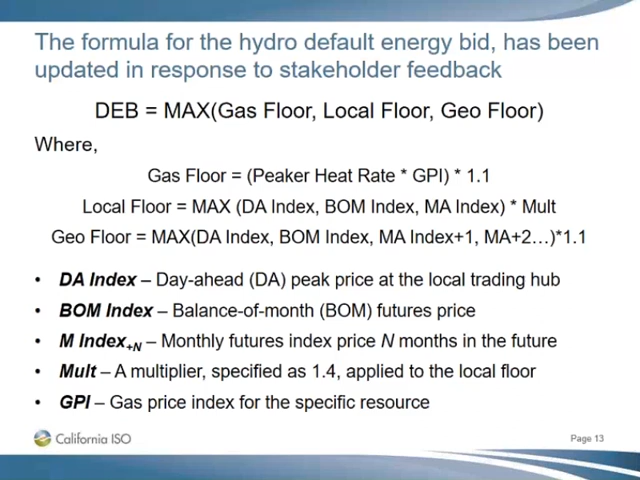 The formula for the hydro default energy bid, has been
updated in response to stakeholder feedback
DEB = MAX(Gas Floor, Local Floor, Geo Floor)
Where,
Gas Floor = (Peaker Heat Rate * GPI) * 1.1
Local Floor = MAX (DA Index, BOM Index, MA Index) * Mult
Geo Floor = MAX(DA Index, BOM Index, MA Index+1, MA+2…)*1.1
• DA Index – Day-ahead (DA) peak price at the local trading hub
• BOM Index – Balance-of-month (BOM) futures price
• M Index+N – Monthly futures index price N months in the future
• Mult – A multiplier, specified as 1.4, applied to the local floor
• GPI – Gas price index for the specific resource
California ISO
Page 13